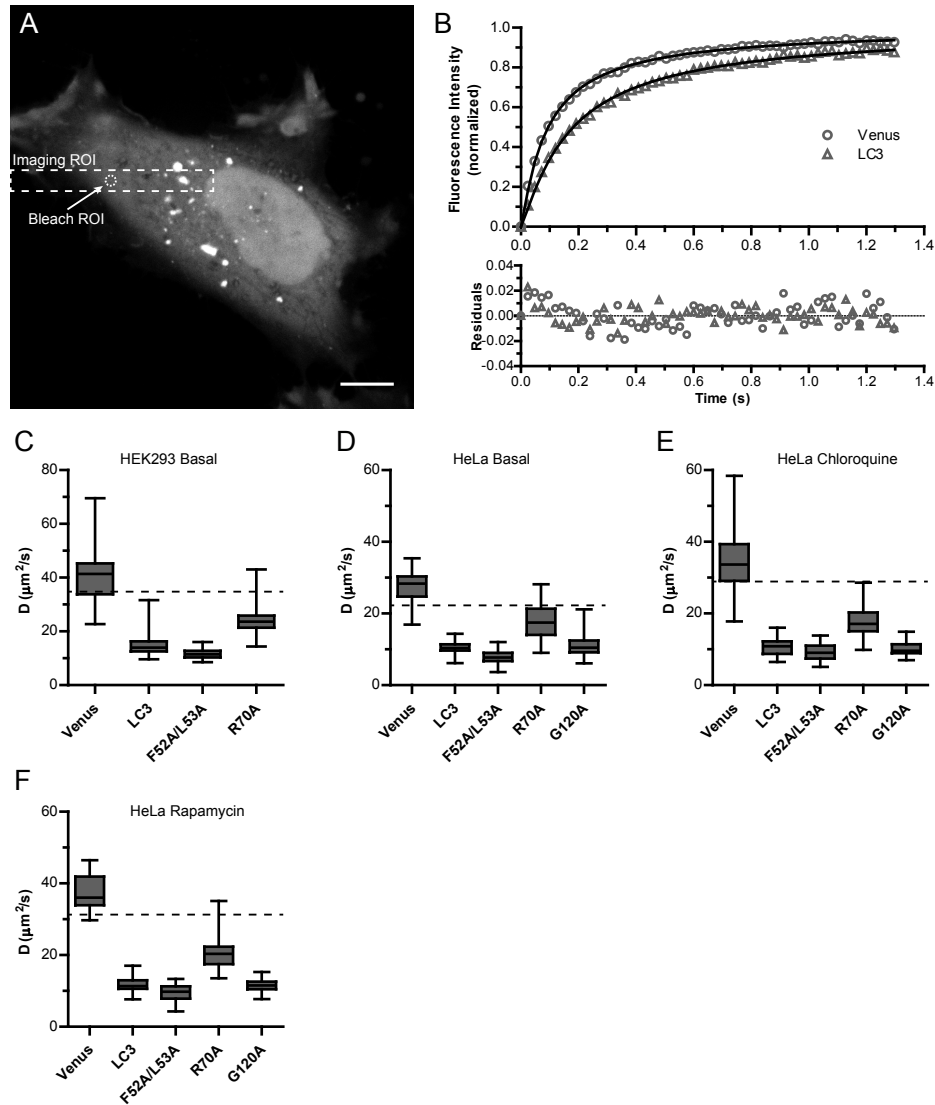 A
Imaging ROI
Bleach ROI
B
Fluorescence Intensity
(normalized)
1.0
0.8
0.6
0.4
0.2
0.0
Venus
LC3
0.0 0.2 0.4 0.6 0.8 1.0 1.2 1.4
Residuals
0.04
0.02
0.00
-0.02
-0.04
0.0 0.2 0.4 0.6 0.8 1.0 1.2 1.4
Time (s)
C
HEK293 Basal
D (μm²/s)
80
60
40
20
0
Venus
LC3
F52A/L53A
R70A
D
HeLa Basal
D (μm²/s)
60
40
20
0
Venus
LC3
F52A/L53A
R70A
G120A
E
HeLa Chloroquine
D (μm²/s)
60
40
20
0
Venus
LC3
F52A/L53A
R70A
G120A
F
HeLa Rapamycin
D (μm²/s)
60
40
20
0
Venus
LC3
F52A/L53A
R70A
G120A